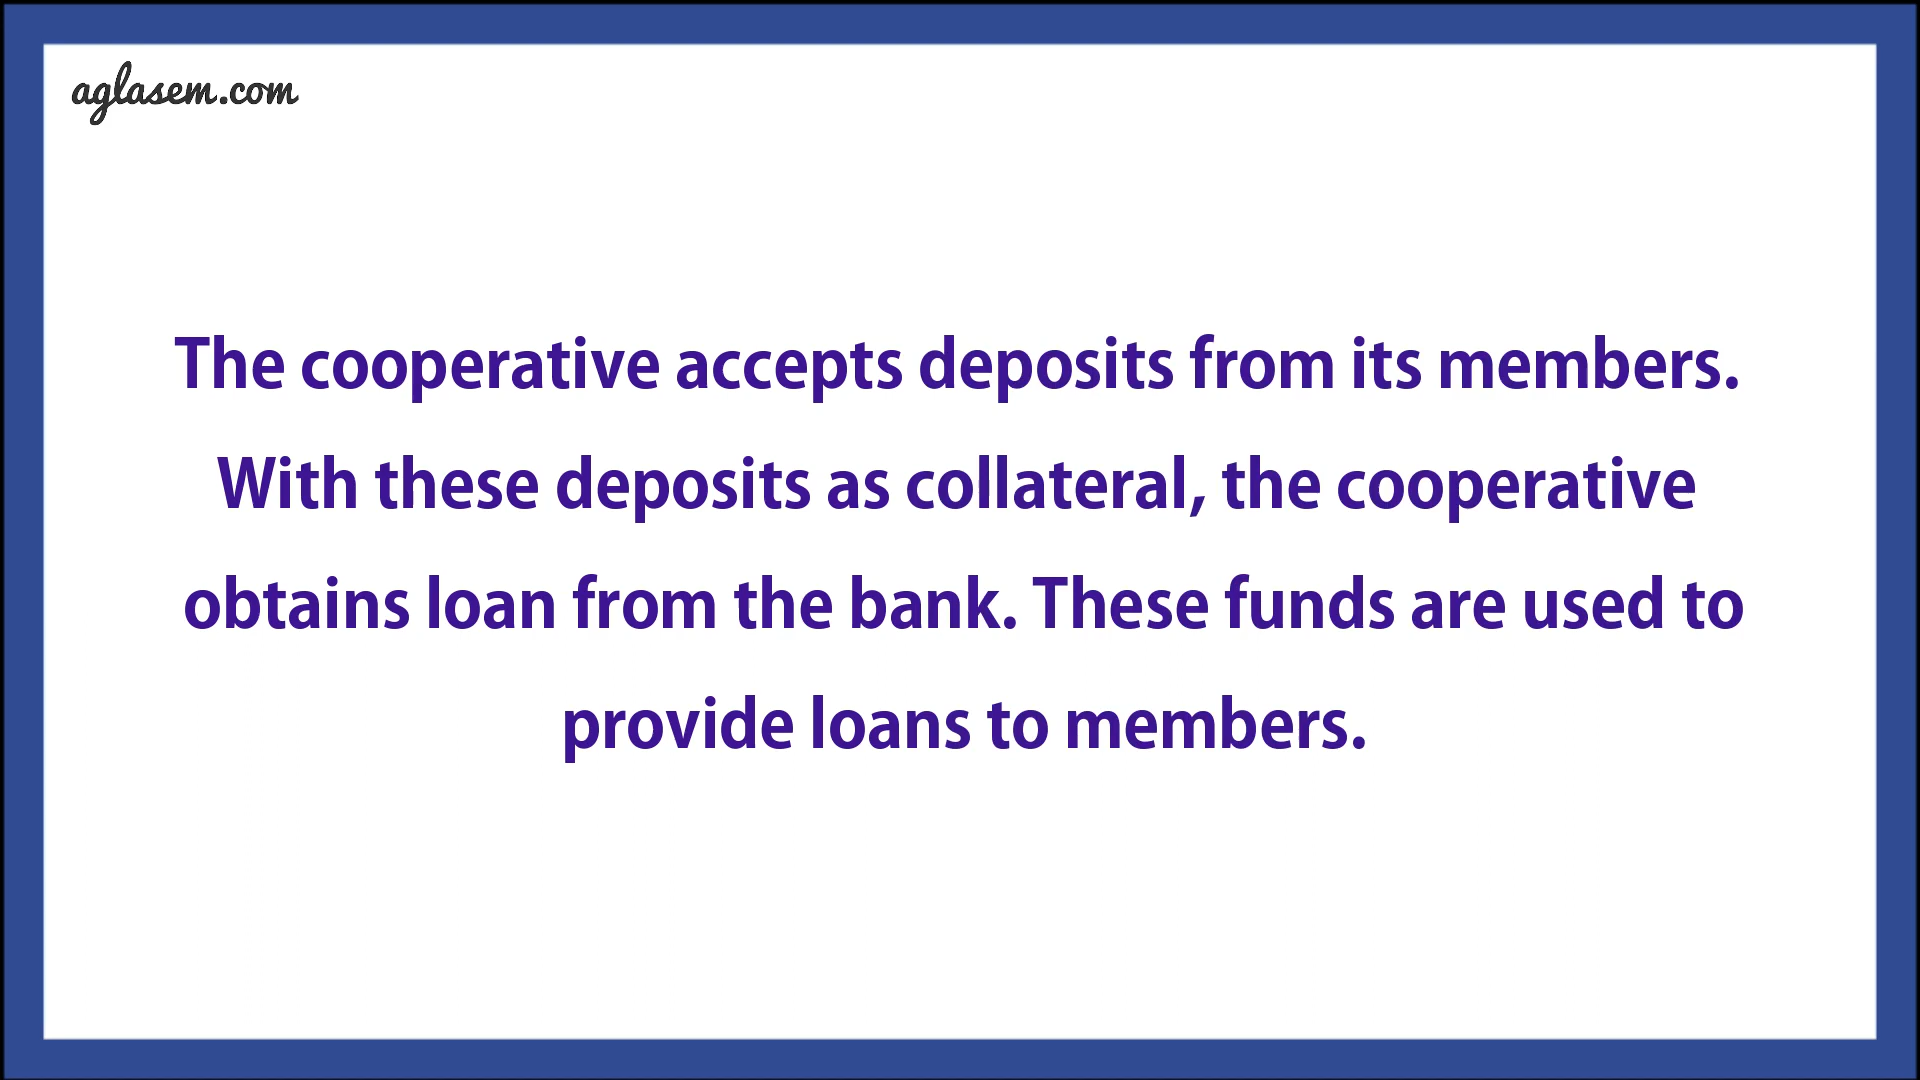 aglasem.com
The cooperative accepts deposits from its members.
With these deposits as collateral, the cooperative
obtains loan from the bank. These funds are used to
provide loans to members.